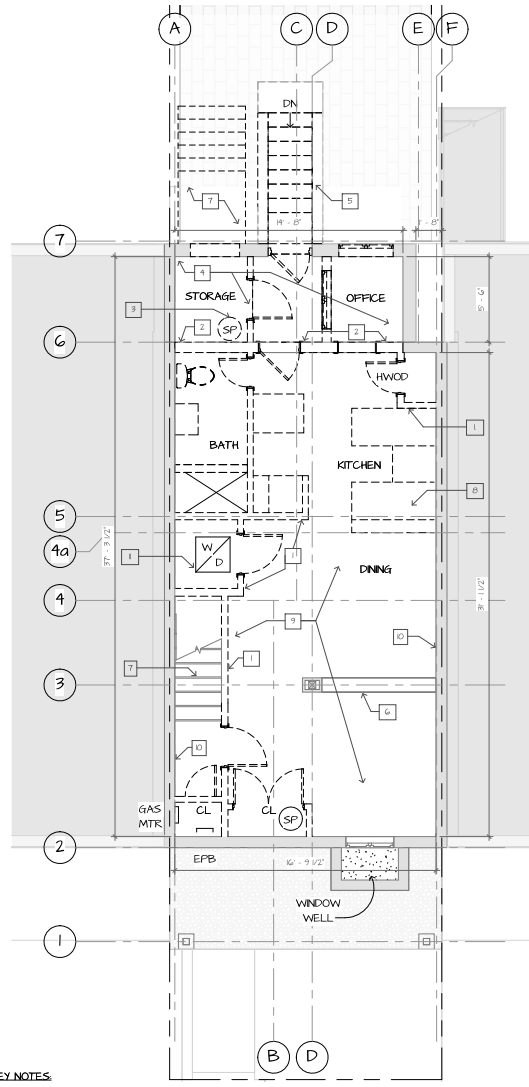 A
C
D
E
F
DN
7
5
14' - 8"
1' - 8"
7
4
STORAGE
OFFICE
3
SP
5' - 6"
2
2
6
HWOD
1
BATH
KITCHEN
8
5
4a
37' - 3 1/2"
1
W
D
11
DINING
31' - 1 1/2"
4
9
10
7
1
3
6
10
GAS
MTR
CL
CL
SP
2
EPB
16' - 9 1/2"
WINDOW
WELL
1
B
D
EY NOTES: